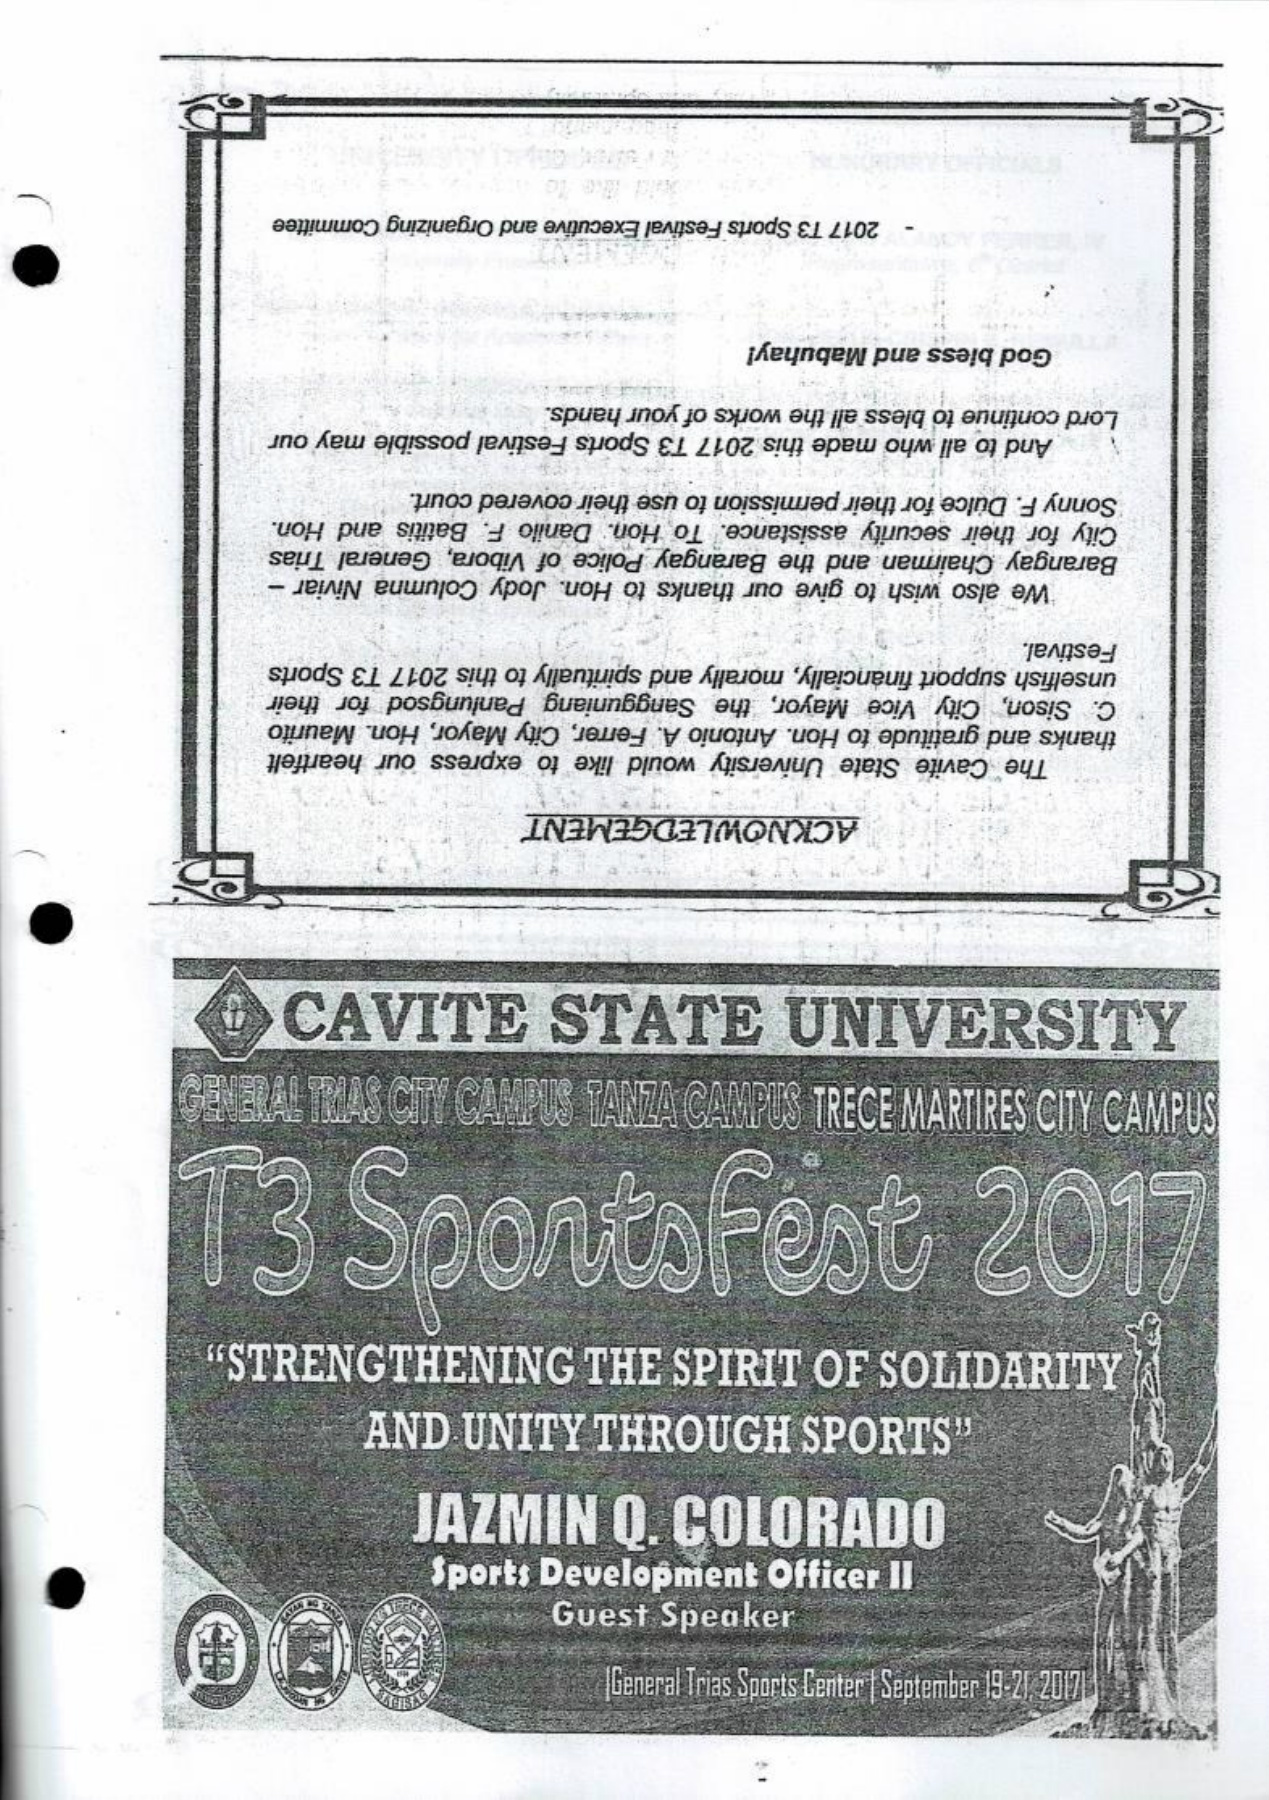 ACKNOWLEDGEMENT
The Cavite State University would like to express our heartfelt
thanks and gratitude to Hon. Antonio A. Ferrer, City Mayor, Hon. Maurito
C. Sison, City Vice Mayor, the Sangguniang Panlungsod for their
unselfish support financially, morally and spiritually to this 2017 T3 Sports
Festival.
We also wish to give our thanks to Hon. Jody Columna Niviar –
Barangay Chairman and the Barangay Police of Vibora, General Trias
City for their security assistance. To Hon. Danilo F. Batitis and Hon.
Sonny F. Dulce for their permission to use their covered court.
And to all who made this 2017 T3 Sports Festival possible may our
Lord continue to bless all the works of your hands.
God bless and Mabuhay!
- 2017 T3 Sports Festival Executive and Organizing Committee
CAVITE STATE UNIVERSITY
GENERAL TRIAS CITY CAMPUS TANZA CAMPUS TRECE MARTIRES CITY CAMPUS
T3 SportsFest 2017
“STRENGTHENING THE SPIRIT OF SOLIDARITY
AND UNITY THROUGH SPORTS”
JAZMIN Q. COLORADO
Sports Development Officer II
Guest Speaker
|General Trias Sports Center | September 19-21, 2017|